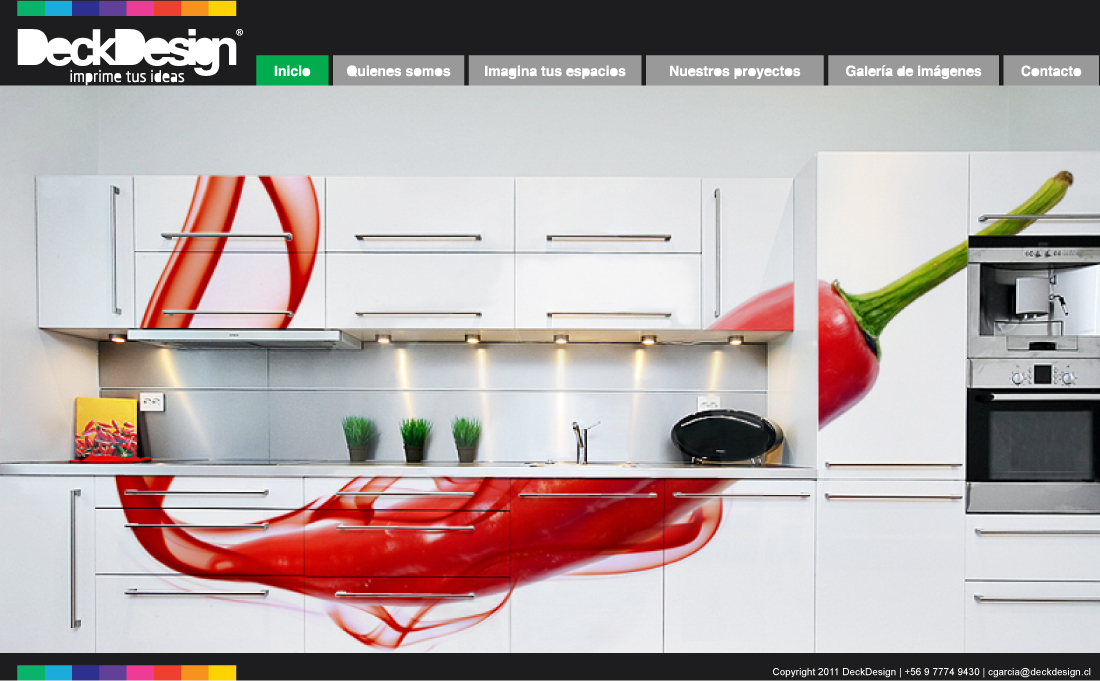 DeckDesign®
imprime tus ideas
Inicio
Quienes somos
Imagina tus espacios
Nuestros proyectos
Galería de imágenes
Contacto
Copyright 2011 DeckDesign | +56 9 7774 9430 | cgarcia@deckdesign.cl